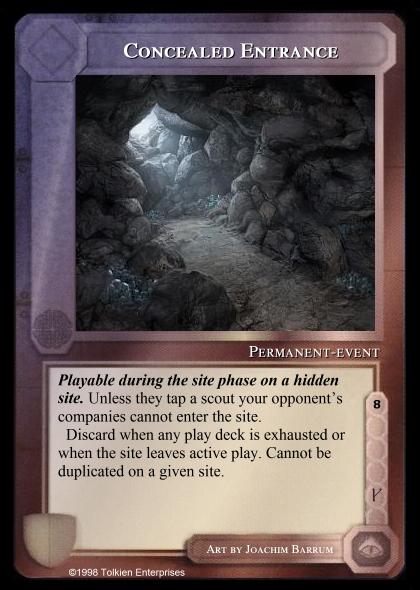 Concealed Entrance
Permanent-event
Playable during the site phase on a hidden
site. Unless they tap a scout your opponent's
companies cannot enter the site.
Discard when any play deck is exhausted or
when the site leaves active play. Cannot be
duplicated on a given site.
8
Art by Joachim Barrum
©1998 Tolkien Enterprises